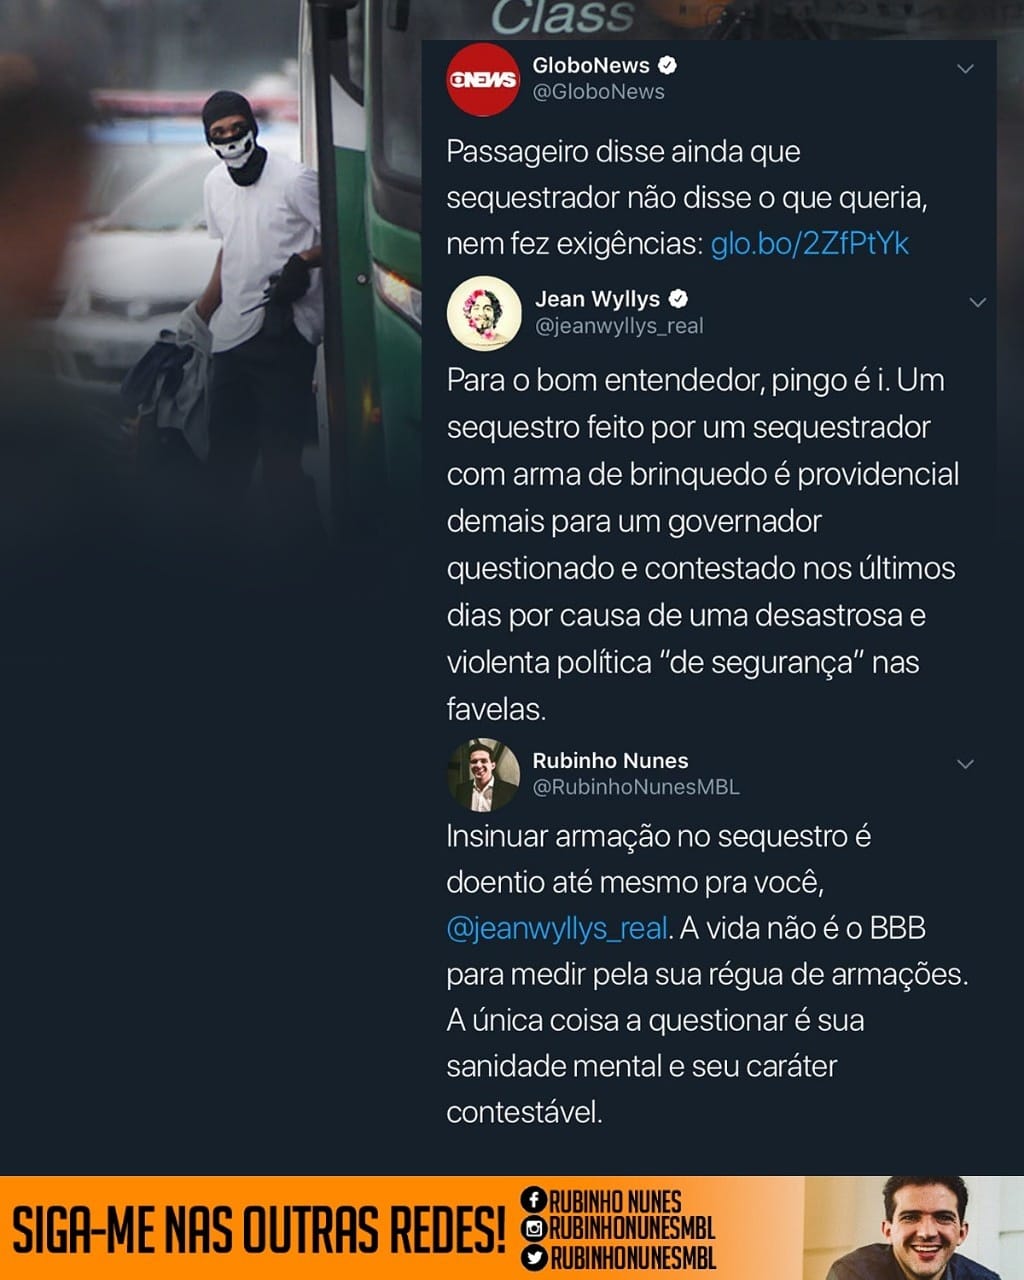 Class
GloboNews
@GloboNews
NEWS
Passageiro disse ainda que
sequestrador não disse o que queria,
nem fez exigências: glo.bo/2ZfPtYk
Jean Wyllys
@jeanwyllys_real
Para o bom entendedor, pingo é i. Um
sequestro feito por um sequestrador
com arma de brinquedo é providencial
demais para um governador
questionado e contestado nos últimos
dias por causa de uma desastrosa e
violenta política “de segurança” nas
favelas.
Rubinho Nunes
@RubinhoNunesMBL
Insinuar armação no sequestro é
doentio até mesmo pra você,
@jeanwyllys_real. A vida não é o BBB
para medir pela sua régua de armações.
A única coisa a questionar é sua
sanidade mental e seu caráter
contestável.
SIGA-ME NAS OUTRAS REDES!
RUBINHO NUNES
RUBINHONUNESMBL
RUBINHONUNESMBL